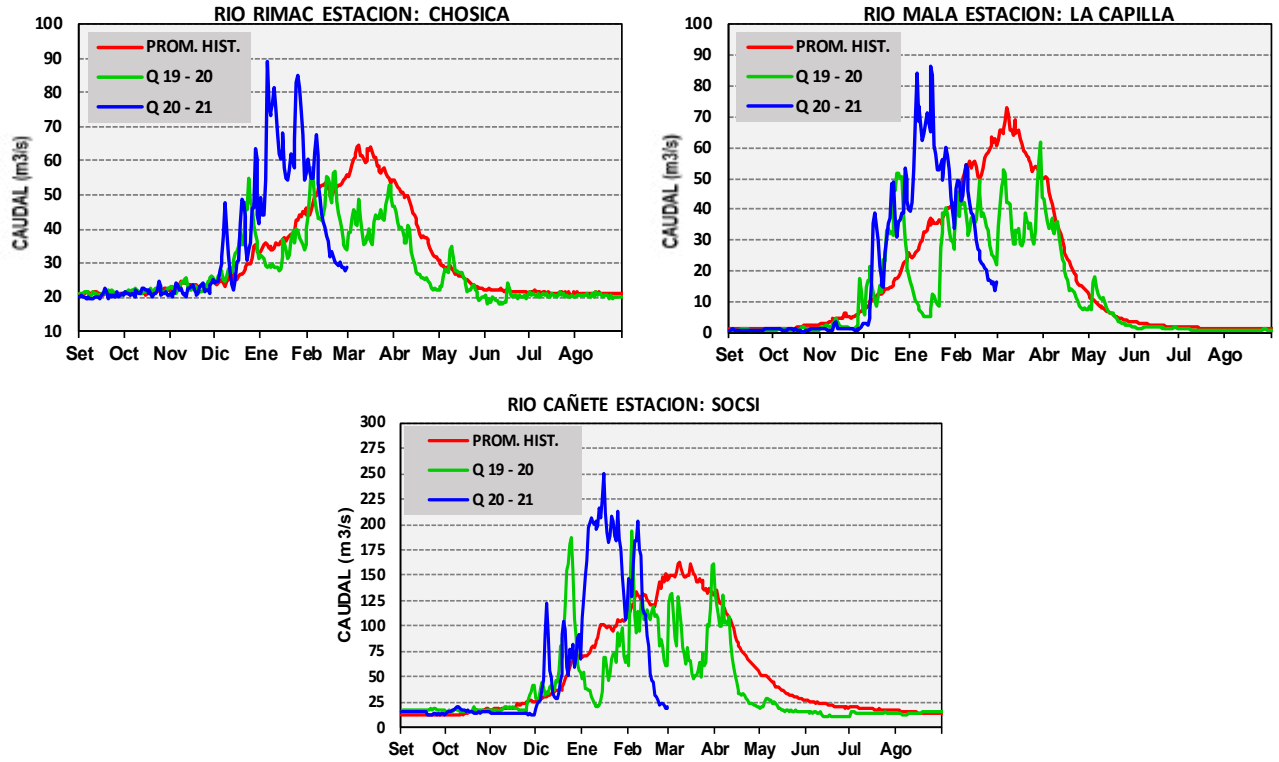 RIO RIMAC ESTACION: CHOSICA
CAUDAL (m3/s)
100
90
80
70
60
50
40
30
20
10
PROM. HIST.
Q 19 - 20
Q 20 - 21
Set Oct Nov Dic Ene Feb Mar Abr May Jun Jul Ago
RIO MALA ESTACION: LA CAPILLA
CAUDAL (m3/s)
100
90
80
70
60
50
40
30
20
10
0
PROM. HIST.
Q 19 - 20
Q 20 - 21
Set Oct Nov Dic Ene Feb Mar Abr May Jun Jul Ago
RIO CAÑETE ESTACION: SOCSI
CAUDAL (m3/s)
300
275
250
225
200
175
150
125
100
75
50
25
0
PROM. HIST.
Q 19 - 20
Q 20 - 21
Set Oct Nov Dic Ene Feb Mar Abr May Jun Jul Ago